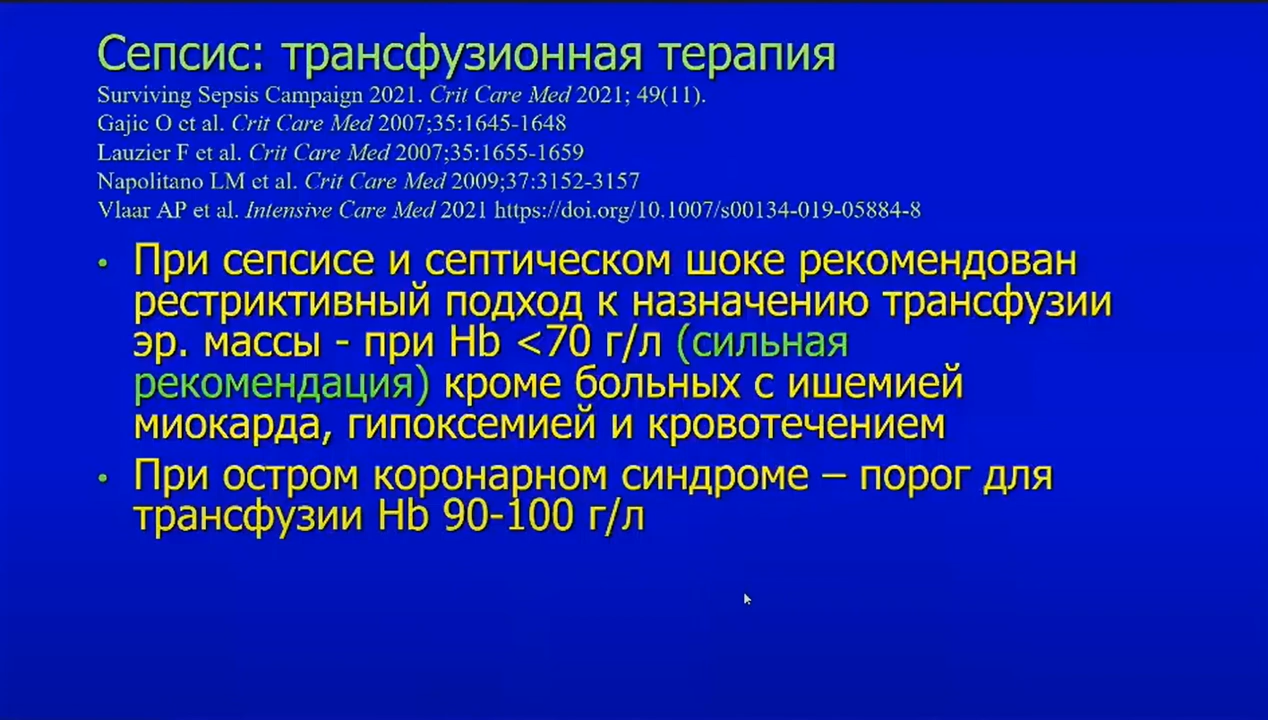 Сепсис: трансфузионная терапия
Surviving Sepsis Campaign 2021. Crit Care Med 2021; 49(11).
Gajic O et al. Crit Care Med 2007;35:1645-1648
Lauzier F et al. Crit Care Med 2007;35:1655-1659
Napolitano LM et al. Crit Care Med 2009;37:3152-3157
Vlaar AP et al. Intensive Care Med 2021 https://doi.org/10.1007/s00134-019-05884-8
• При сепсисе и септическом шоке рекомендован
рестриктивный подход к назначению трансфузии
эр. массы - при Hb <70 г/л (сильная
рекомендация) кроме больных с ишемией
миокарда, гипоксемией и кровотечением
• При остром коронарном синдроме – порог для
трансфузии Hb 90-100 г/л